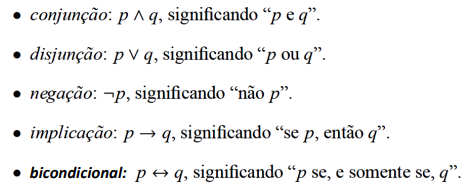 • conjunção: p ∧ q, significando “p e q”.
• disjunção: p ∨ q, significando “p ou q”.
• negação: ¬p, significando “não p”.
• implicação: p → q, significando “se p, então q”.
• bicondicional: p ↔ q, significando “p se, e somente se, q”.